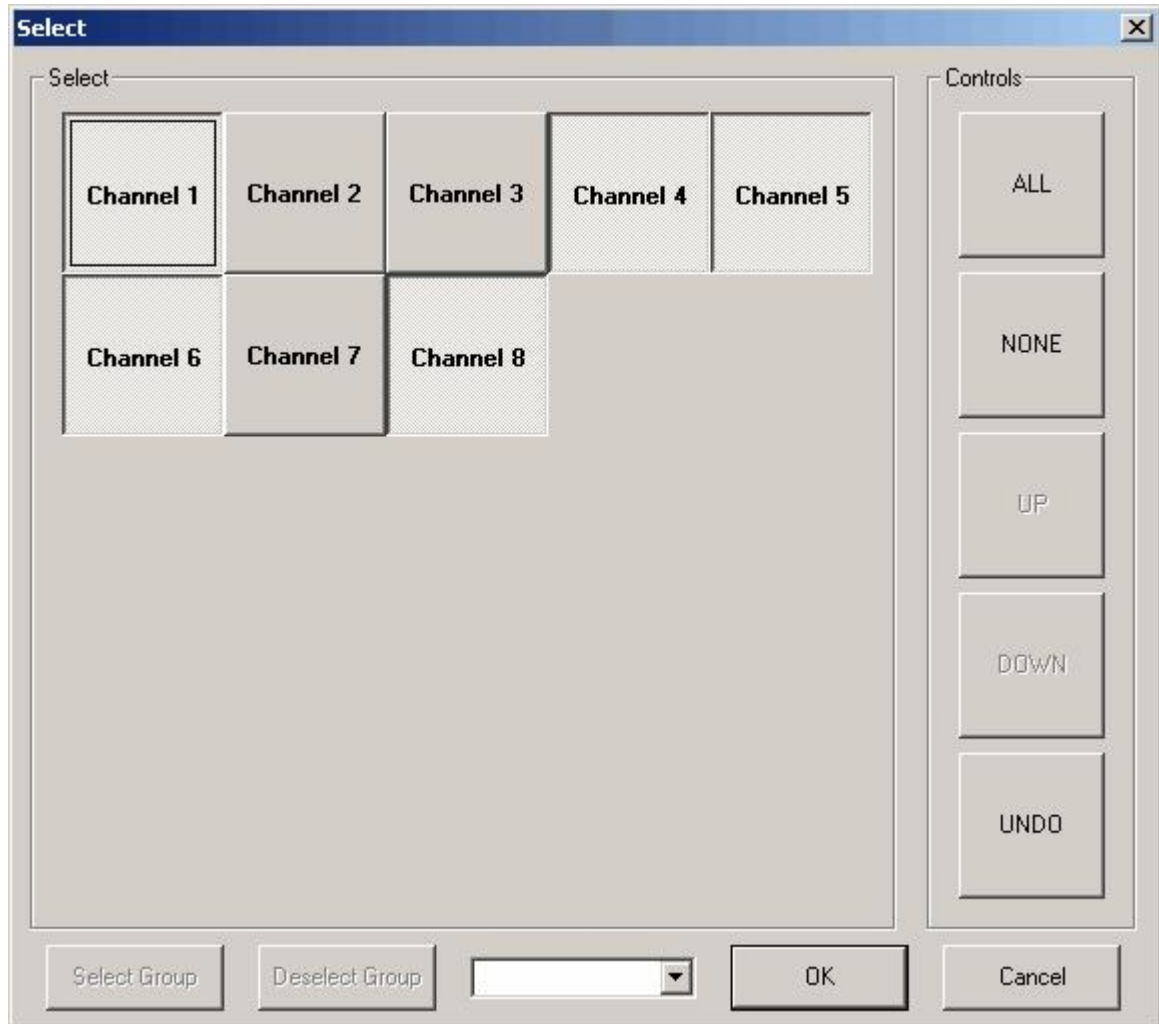 Select
Select
Controls
Channel 1
Channel 2
Channel 3
Channel 4
Channel 5
Channel 6
Channel 7
Channel 8
ALL
NONE
UP
DOWN
UNDO
Select Group
Deselect Group
OK
Cancel